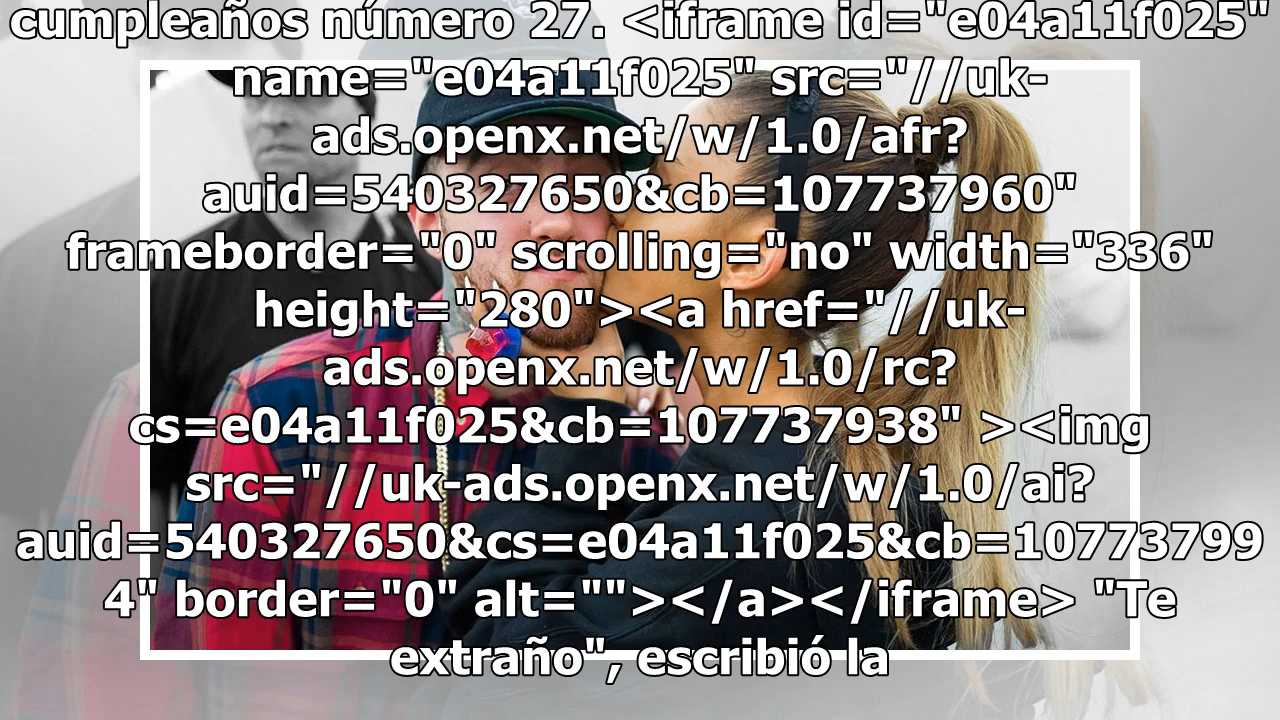 cumpleaños número 27. <iframe id="e04a11f025"
name="e04a11f025" src="//uk-
ads.openx.net/w/1.0/afr?
auid=540327650&cb=107737960"
frameborder="0" scrolling="no" width="336"
height="280"><a href="//uk-
ads.openx.net/w/1.0/rc?
cs=e04a11f025&cb=107737938" ><img
src="//uk-ads.openx.net/w/1.0/ai?
auid=540327650&cs=e04a11f025&cb=10773799
4" border="0" alt=""></a></iframe> "Te
extraño", escribió la